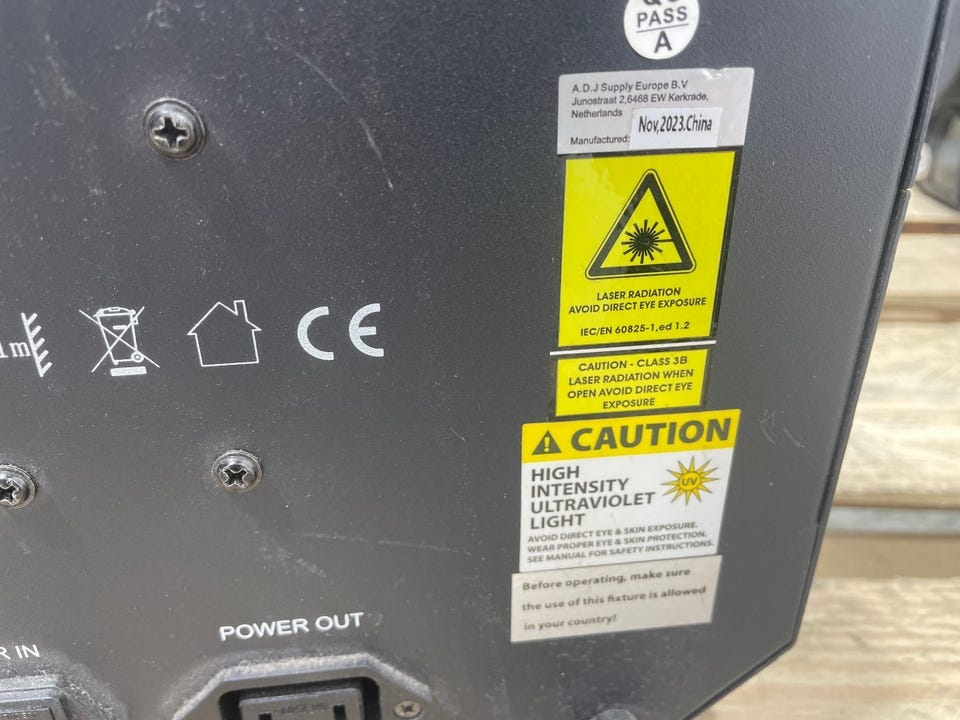 PASS
A
A.D.J Supply Europe B.V
Junostraat 2,6468 EW Kerkrade,
Netherlands
Manufactured: Nov,2023.China
LASER RADIATION
AVOID DIRECT EYE EXPOSURE
IEC/EN 60825-1,ed 1.2
CAUTION - CLASS 3B
LASER RADIATION WHEN
OPEN AVOID DIRECT EYE
EXPOSURE
1m
CE
CAUTION
HIGH
INTENSITY
ULTRAVIOLET
LIGHT
UV
AVOID DIRECT EYE & SKIN EXPOSURE.
WEAR PROPER EYE & SKIN PROTECTION.
SEE MANUAL FOR SAFETY INSTRUCTIONS.
Before operating, make sure
the use of this fixture is allowed
in your country!
POWER OUT
R IN